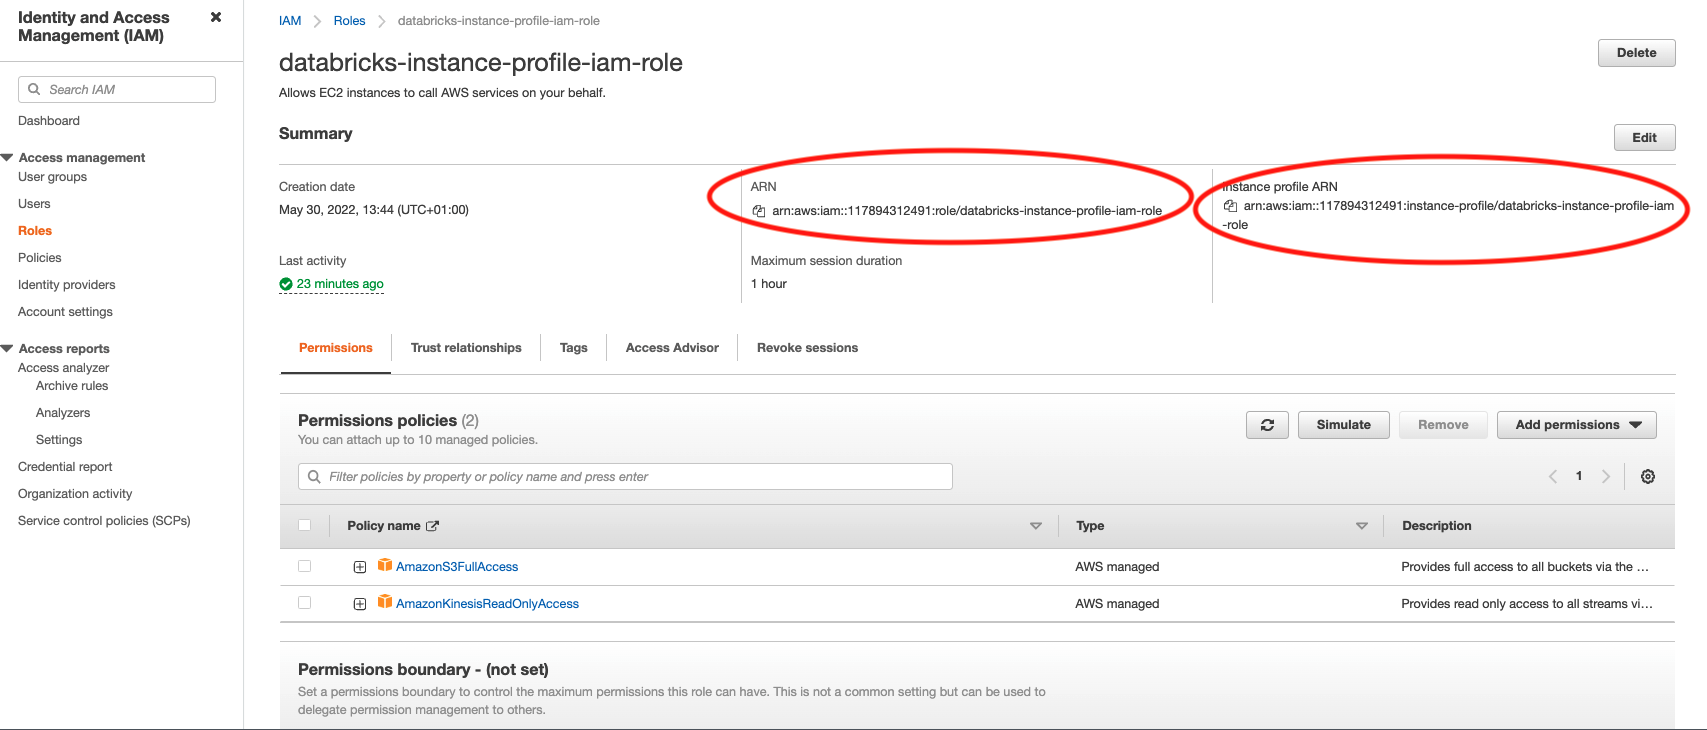 Identity and Access
Management (IAM)
Search IAM
Dashboard
Access management
User groups
Users
Roles
Policies
Identity providers
Account settings
Access reports
Access analyzer
Archive rules
Analyzers
Settings
Credential report
Organization activity
Service control policies (SCPs)
IAM Roles databricks-instance-profile-iam-role
databricks-instance-profile-iam-role
Delete
Allows EC2 instances to call AWS services on your behalf.
Summary
Edit
Creation date
May 30, 2022, 13:44 (UTC+01:00)
ARN
arn:aws:iam::117894312491:role/databricks-instance-profile-iam-role
Instance profile ARN
arn:aws:iam::117894312491:instance-profile/databricks-instance-profile-iam
-role
Last activity
23 minutes ago
Maximum session duration
1 hour
Permissions Trust relationships Tags Access Advisor Revoke sessions
Permissions policies (2)
You can attach up to 10 managed policies.
Simulate Remove Add permissions
Filter policies by property or policy name and press enter
1
Policy name Type Description
AmazonS3FullAccess AWS managed Provides full access to all buckets via the ...
AmazonKinesisReadOnlyAccess AWS managed Provides read only access to all streams vi...
Permissions boundary - (not set)
Set a permissions boundary to control the maximum permissions this role can have. This is not a common setting but can be used to
delegate permission management to others.